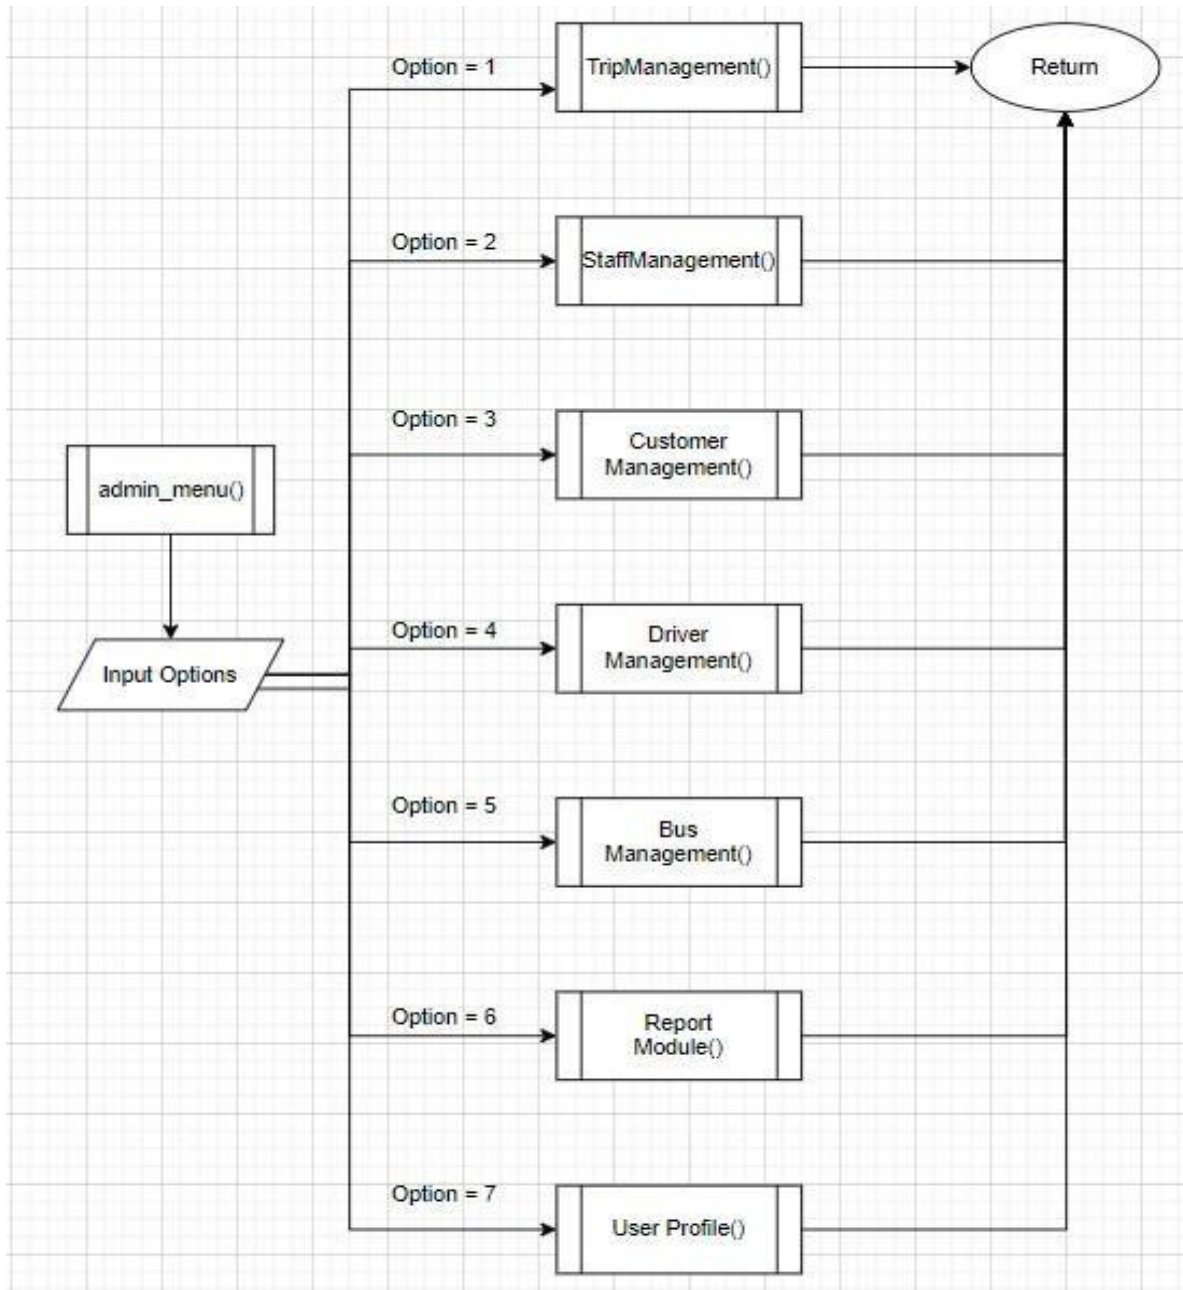 Option = 1
TripManagement()
Return
Option = 2
StaffManagement()
Option = 3
Customer
Management()
admin_menu()
Option = 4
Driver
Management()
Input Options
Option = 5
Bus
Management()
Option = 6
Report
Module()
Option = 7
User Profile()